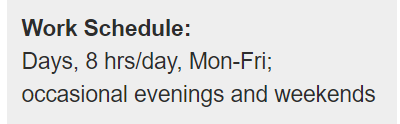 Work Schedule:
Days, 8 hrs/day, Mon-Fri;
occasional evenings and weekends